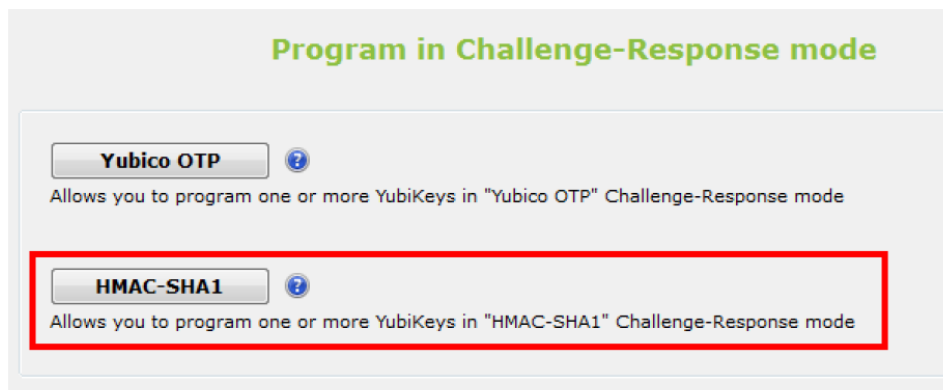 Program in Challenge-Response mode
Yubico OTP
Allows you to program one or more YubiKeys in "Yubico OTP" Challenge-Response mode
HMAC-SHA1
Allows you to program one or more YubiKeys in "HMAC-SHA1" Challenge-Response mode